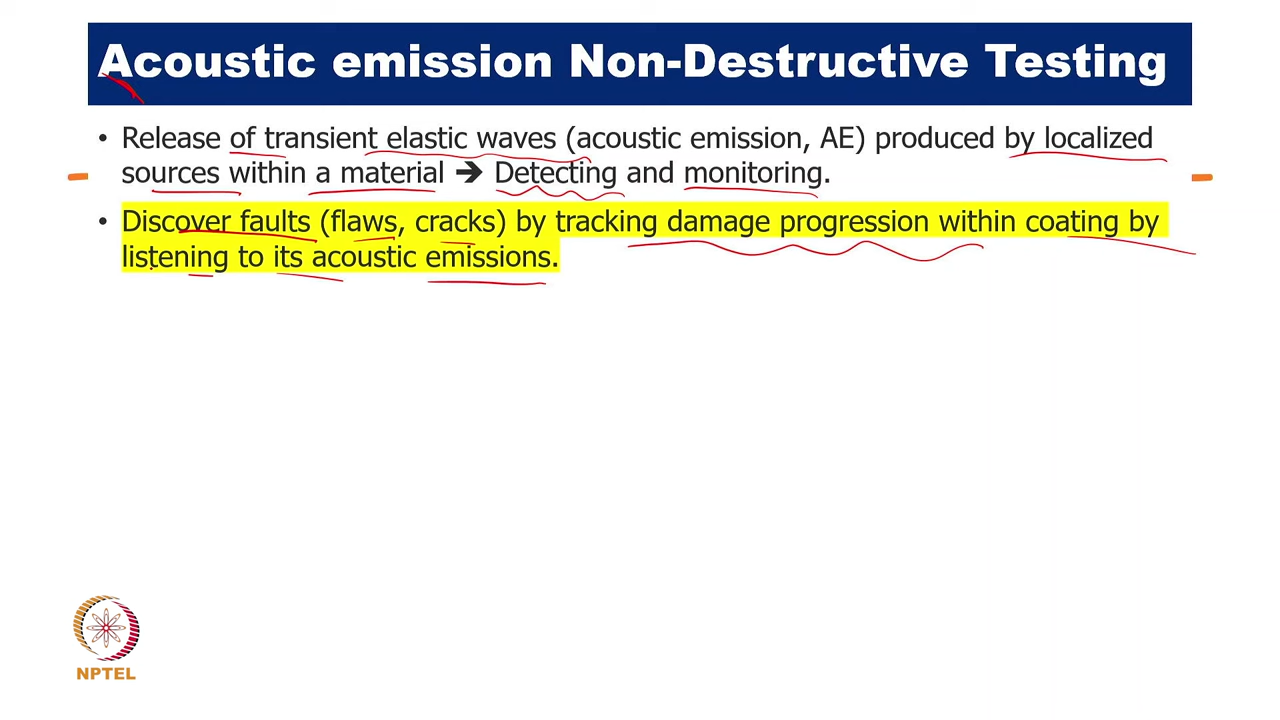 Acoustic emission Non-Destructive Testing
• Release of transient elastic waves (acoustic emission, AE) produced by localized
sources within a material ➔ Detecting and monitoring.
• Discover faults (flaws, cracks) by tracking damage progression within coating by
listening to its acoustic emissions.
NPTEL